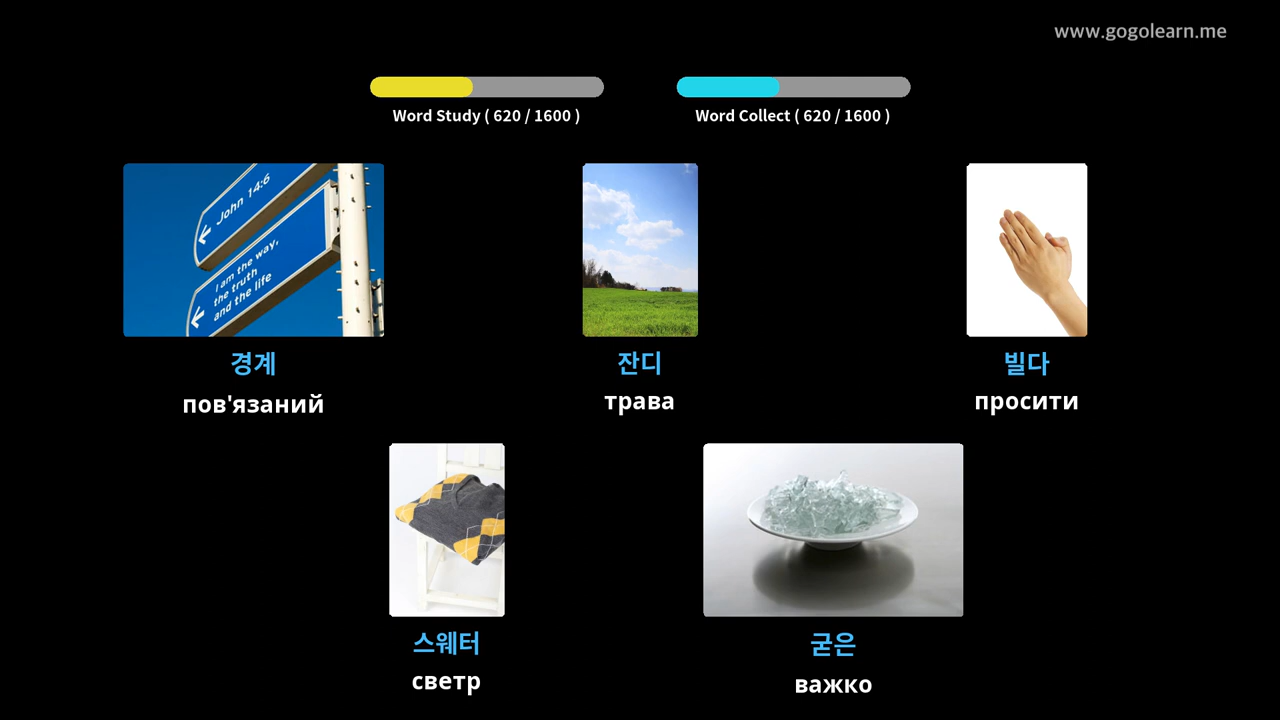 www.gogolearn.me
Word Study ( 620 / 1600 )
Word Collect ( 620 / 1600 )
John 14:6
I am the way,
the truth
and the life
경계
пов'язаний
잔디
трава
빌다
просити
스웨터
светр
굳은
важко